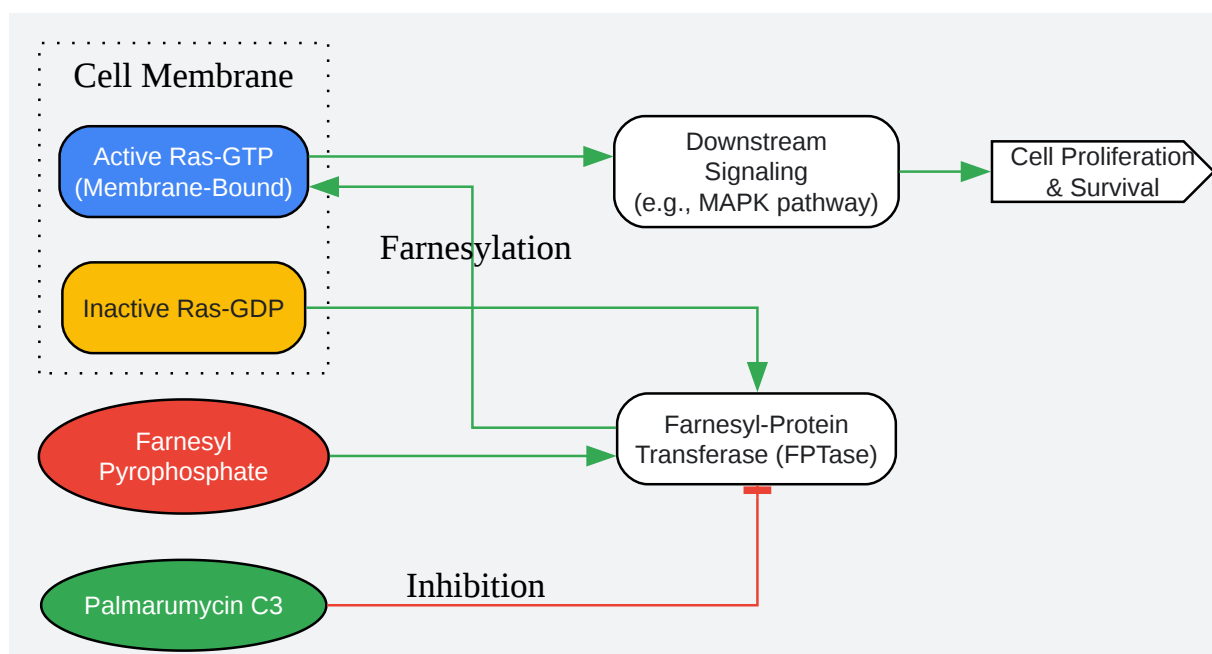 Cell Membrane
Active Ras-GTP
(Membrane-Bound)
Downstream
Signaling
(e.g., MAPK pathway)
Cell Proliferation
& Survival
Farnesylation
Inactive Ras-GDP
Farnesyl
Pyrophosphate
Farnesyl-Protein
Transferase (FPTase)
Inhibition
Palmarumycin C3